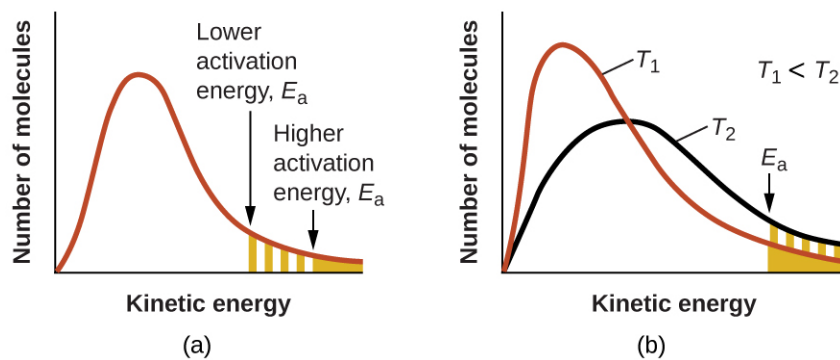 Number of molecules
Lower
activation
energy, Eₐ
Higher
activation
energy, Eₐ
Kinetic energy
(a)
Number of molecules
T₁
T₂
T₁ < T₂
Eₐ
Kinetic energy
(b)